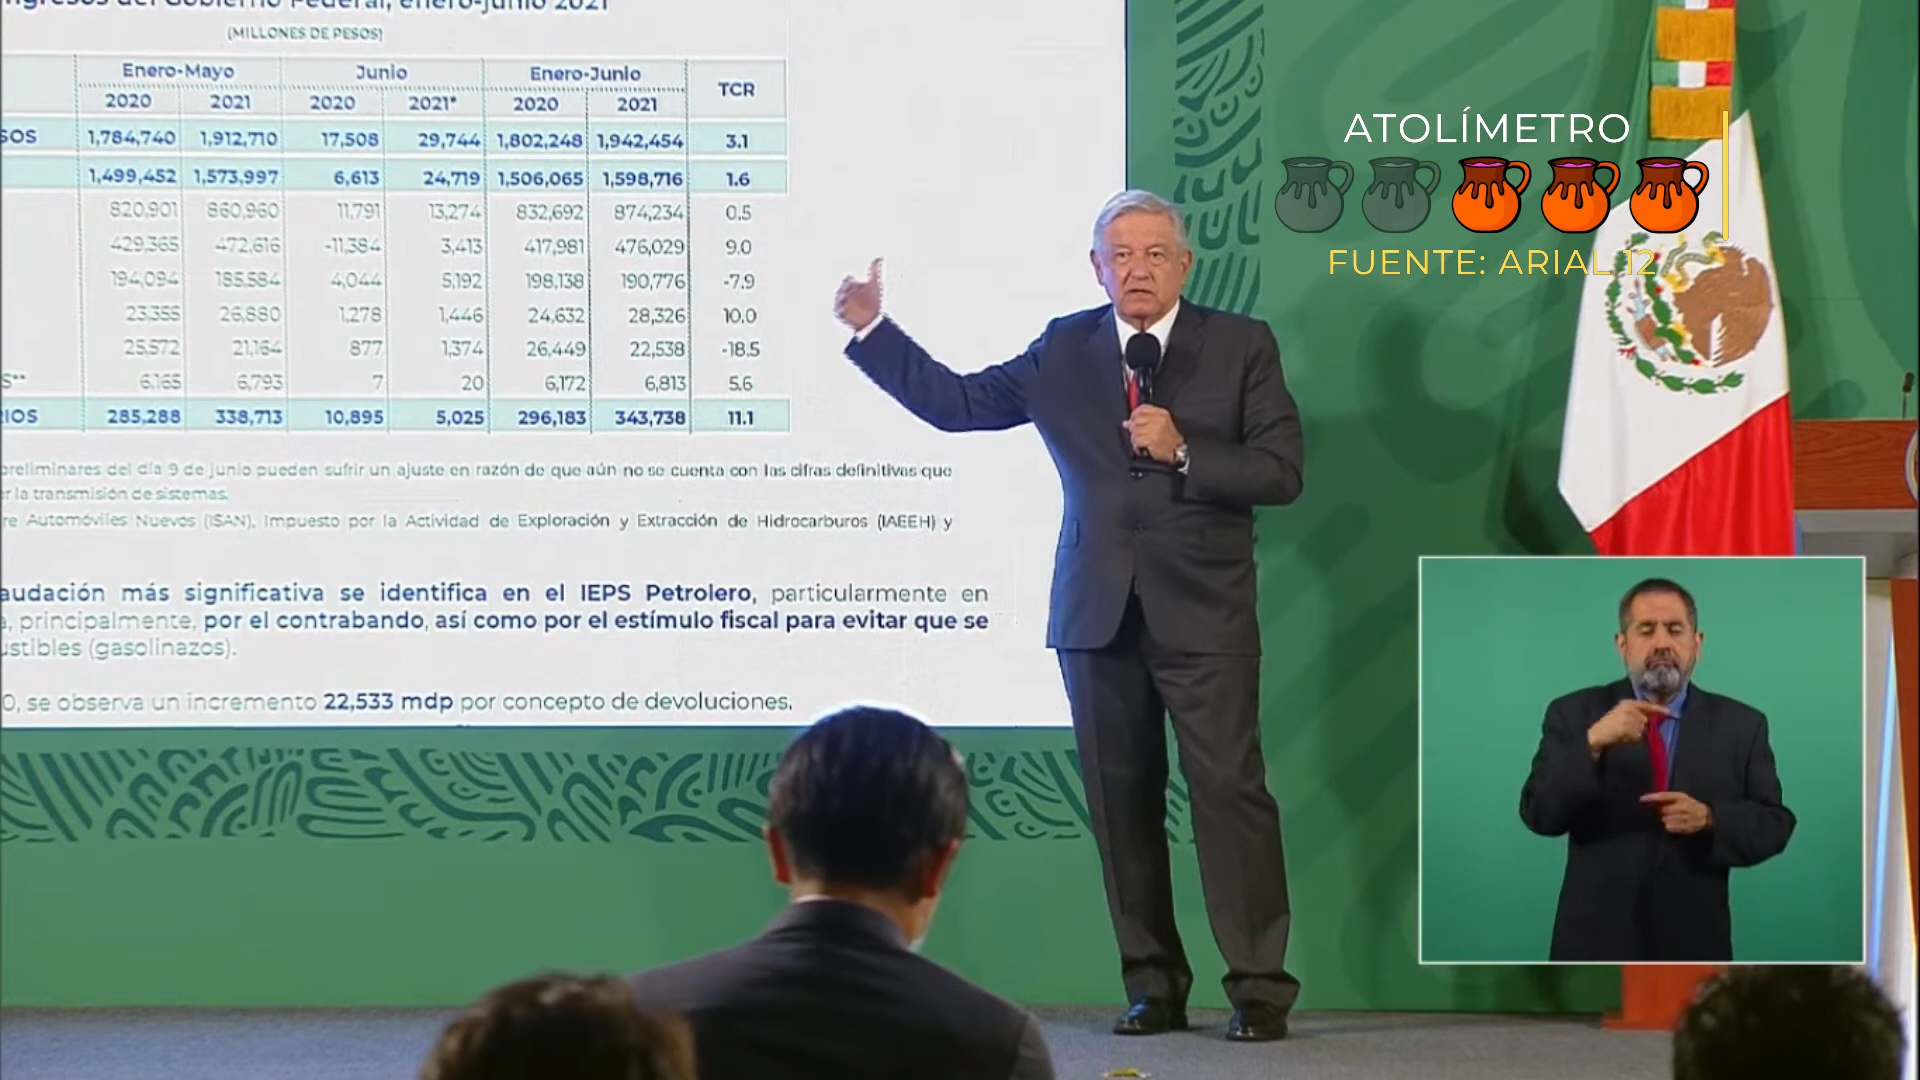 ngresos del Gobierno Federal, enero-junio 2021
(MILLONES DE PESOS)
Enero-Mayo Junio Enero-Junio TCR
2020 2021 2020 2021* 2020 2021
SOS 1,784,740 1,912,710 17,508 29,744 1,802,248 1,942,454 3.1
1,499,452 1,573,997 6,613 24,719 1,506,065 1,598,716 1.6
820,901 860,960 11,791 13,274 832,692 874,234 0.5
429,365 472,616 -11,384 3,413 417,981 476,029 9.0
194,094 185,584 4,044 5,192 198,138 190,776 -7.9
23,355 26,880 1,278 1,446 24,632 28,326 10.0
25,572 21,164 877 1,374 26,449 22,538 -18.5
S** 6,165 6,793 7 20 6,172 6,813 5.6
IOS 285,288 338,713 10,895 5,025 296,183 343,738 11.1
preliminares del día 9 de junio pueden sufrir un ajuste en razón de que aún no se cuenta con las cifras definitivas que
r la transmisión de sistemas.
re Automóviles Nuevos (ISAN), Impuesto por la Actividad de Exploración y Extracción de Hidrocarburos (IAEEH) y
audación más significativa se identifica en el IEPS Petrolero, particularmente en
a, principalmente, por el contrabando, así como por el estímulo fiscal para evitar que se
ustibles (gasolinazos).
0, se observa un incremento 22,533 mdp por concepto de devoluciones.
ATOLÍMETRO
FUENTE: ARIAL 12